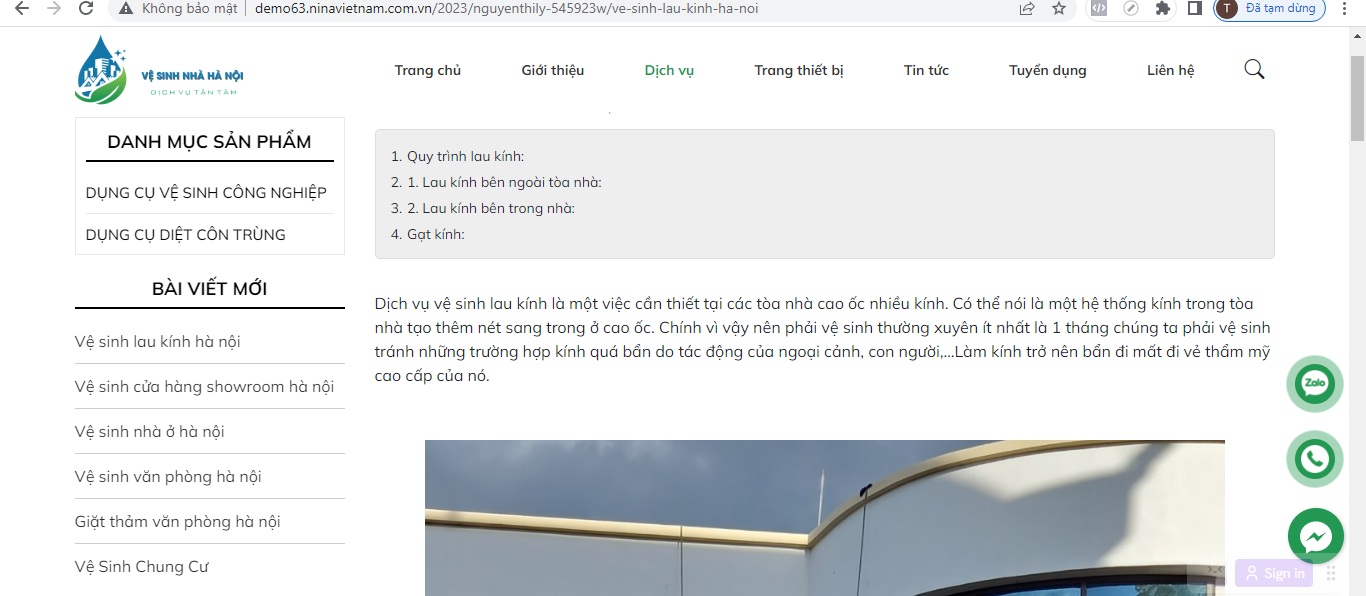 Không bảo mật
demo63.ninavietnam.com.vn/2023/nguyenthily-545923w/ve-sinh-lau-kinh-ha-noi
T
Đã tạm dừng
VỆ SINH NHÀ HÀ NỘI
DỊCH VỤ TẬN TÂM
Trang chủ
Giới thiệu
Dịch vụ
Trang thiết bị
Tin tức
Tuyển dụng
Liên hệ
DANH MỤC SẢN PHẨM
DỤNG CỤ VỆ SINH CÔNG NGHIỆP
DỤNG CỤ DIỆT CÔN TRÙNG
BÀI VIẾT MỚI
Vệ sinh lau kính hà nội
Vệ sinh cửa hàng showroom hà nội
Vệ sinh nhà ở hà nội
Vệ sinh văn phòng hà nội
Giặt thảm văn phòng hà nội
Vệ Sinh Chung Cư
1. Quy trình lau kính:
2. 1. Lau kính bên ngoài tòa nhà:
3. 2. Lau kính bên trong nhà:
4. Gạt kính:
Dịch vụ vệ sinh lau kính là một việc cần thiết tại các tòa nhà cao ốc nhiều kính. Có thể nói là một hệ thống kính trong tòa
nhà tạo thêm nét sang trong ở cao ốc. Chính vì vậy nên phải vệ sinh thường xuyên ít nhất là 1 tháng chúng ta phải vệ sinh
tránh những trường hợp kính quá bẩn do tác động của ngoại cảnh, con người,...Làm kính trở nên bẩn đi mất đi vẻ thẩm mỹ
cao cấp của nó.
Zalo
Sign in